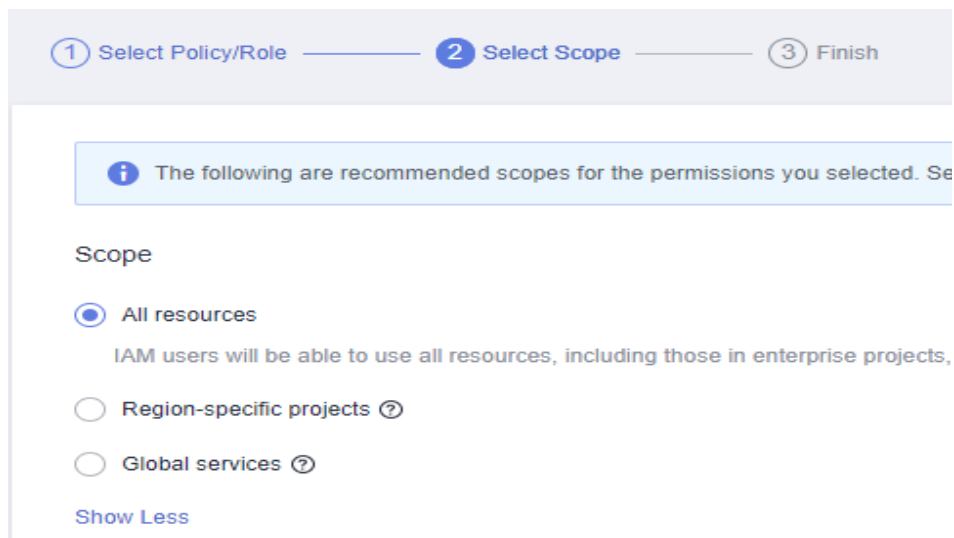 1 Select Policy/Role 2 Select Scope 3 Finish
The following are recommended scopes for the permissions you selected. Se
Scope
All resources
IAM users will be able to use all resources, including those in enterprise projects,
Region-specific projects ?
Global services ?
Show Less